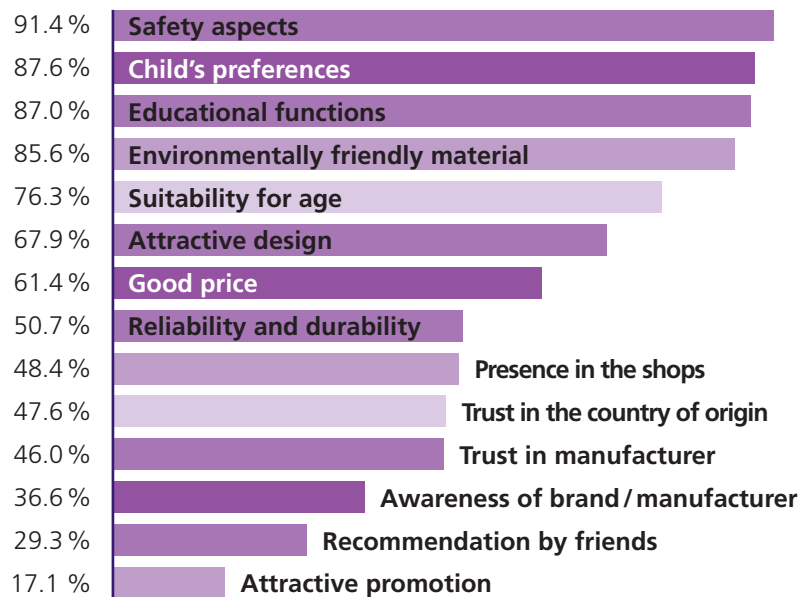 91.4 % Safety aspects
87.6 % Child's preferences
87.0 % Educational functions
85.6 % Environmentally friendly material
76.3 % Suitability for age
67.9 % Attractive design
61.4 % Good price
50.7 % Reliability and durability
48.4 % Presence in the shops
47.6 % Trust in the country of origin
46.0 % Trust in manufacturer
36.6 % Awareness of brand / manufacturer
29.3 % Recommendation by friends
17.1 % Attractive promotion